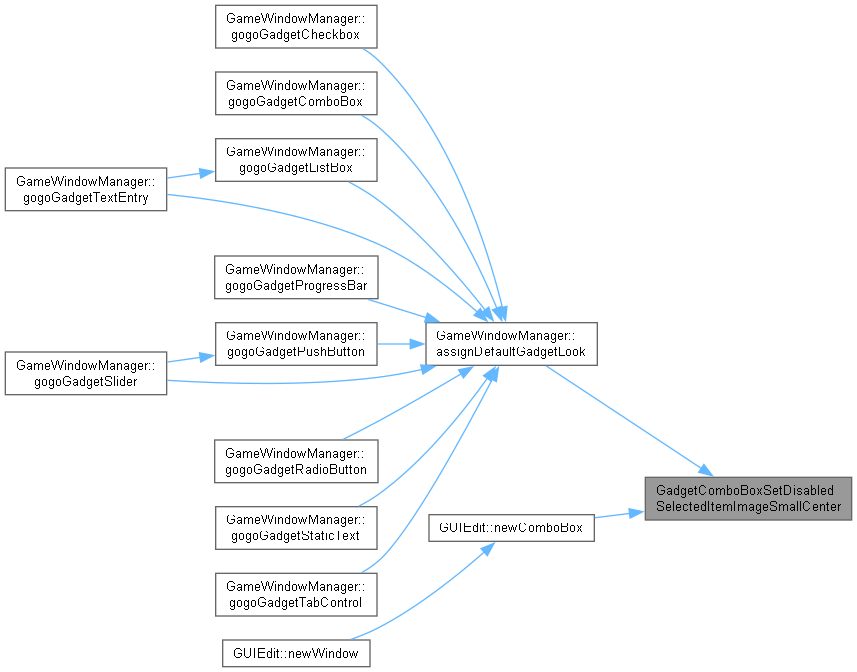 GameWindowManager::
gogoGadgetCheckbox
GameWindowManager::
gogoGadgetComboBox
GameWindowManager::
gogoGadgetListBox
GameWindowManager::
gogoGadgetTextEntry
GameWindowManager::
gogoGadgetProgressBar
GameWindowManager::
gogoGadgetPushButton
GameWindowManager::
assignDefaultGadgetLook
GameWindowManager::
gogoGadgetSlider
GameWindowManager::
gogoGadgetRadioButton
GadgetComboBoxSetDisabled
SelectedItemImageSmallCenter
GameWindowManager::
gogoGadgetStaticText
GUIEdit::newComboBox
GameWindowManager::
gogoGadgetTabControl
GUIEdit::newWindow